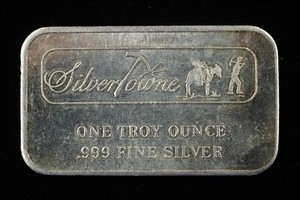 SilverTowne
ONE TROY OUNCE
.999 FINE SILVER